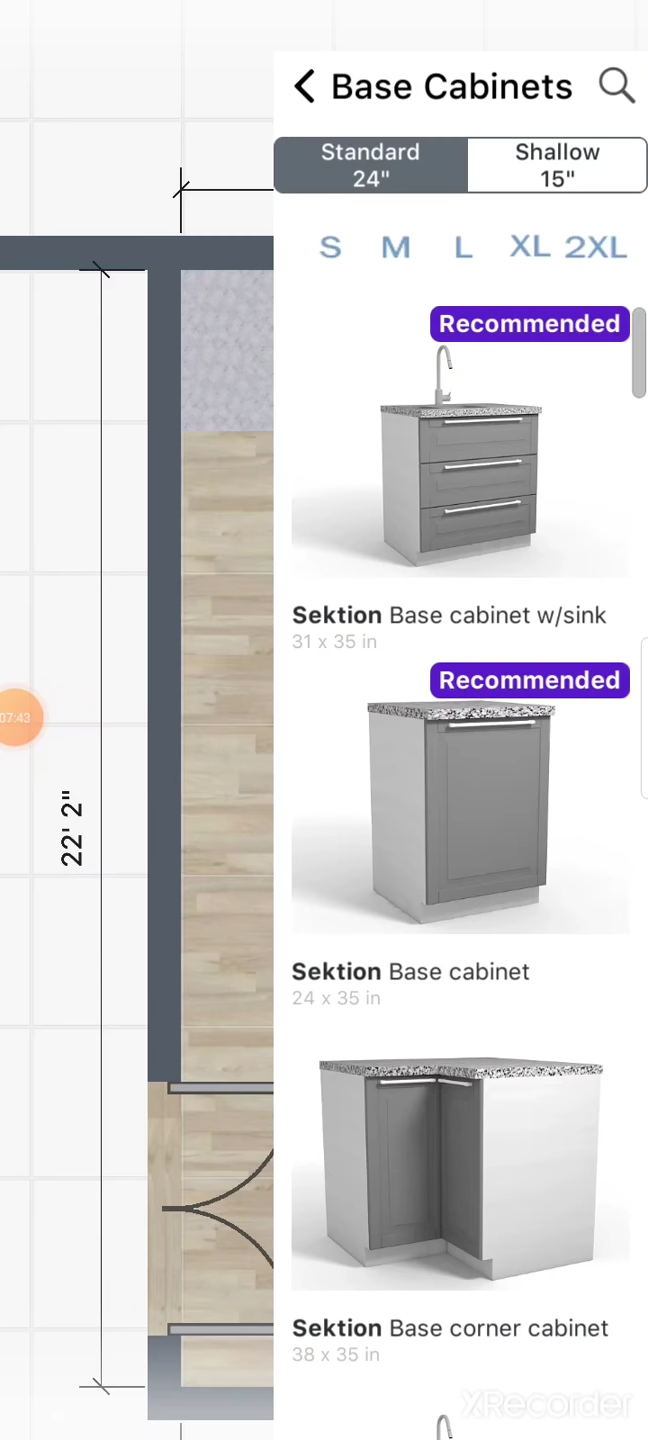 Base Cabinets
Standard
24"
Shallow
15"
S M L XL 2XL
Recommended
Sektion Base cabinet w/sink
31 x 35 in
Recommended
07:43
22' 2"
Sektion Base cabinet
24 x 35 in
Sektion Base corner cabinet
38 x 35 in
XRecorder